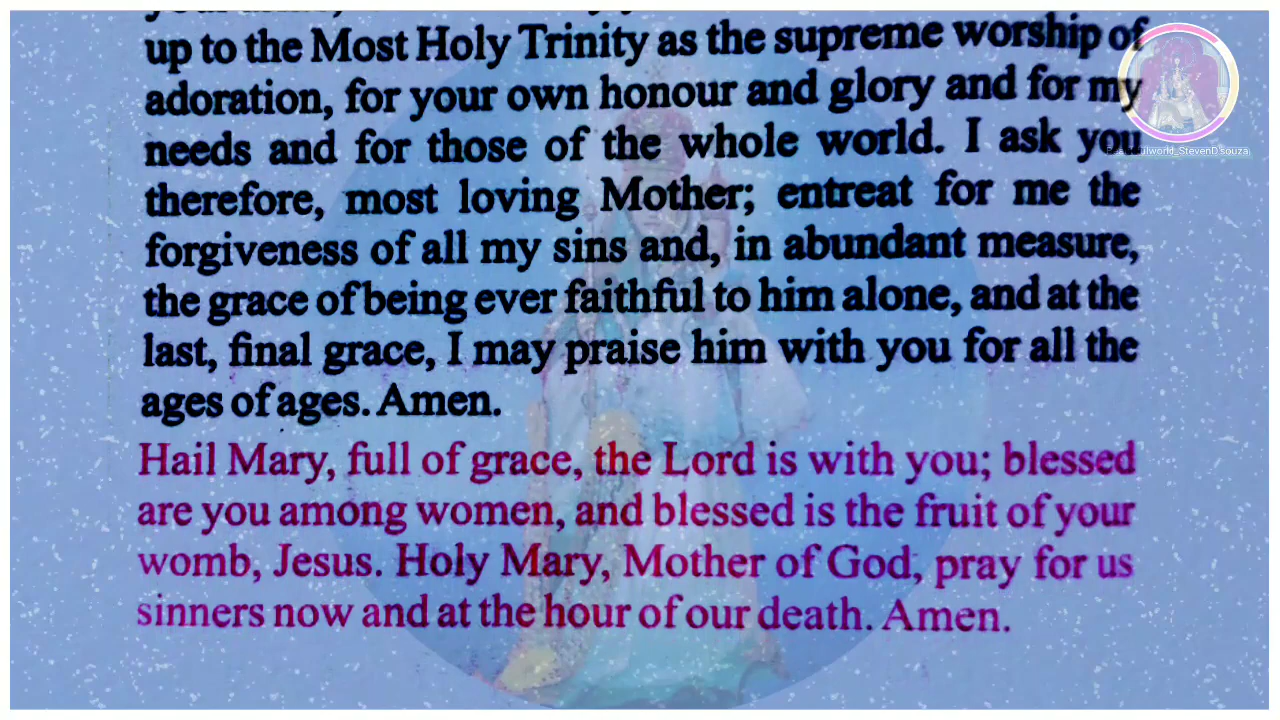 up to the Most Holy Trinity as the supreme worship of
adoration, for your own honour and glory and for my
needs and for those of the whole world. I ask you
therefore, most loving Mother; entreat for me the
forgiveness of all my sins and, in abundant measure,
the grace of being ever faithful to him alone, and at the
last, final grace, I may praise him with you for all the
ages of ages. Amen.
Hail Mary, full of grace, the Lord is with you; blessed
are you among women, and blessed is the fruit of your
womb, Jesus. Holy Mary, Mother of God, pray for us
sinners now and at the hour of our death. Amen.